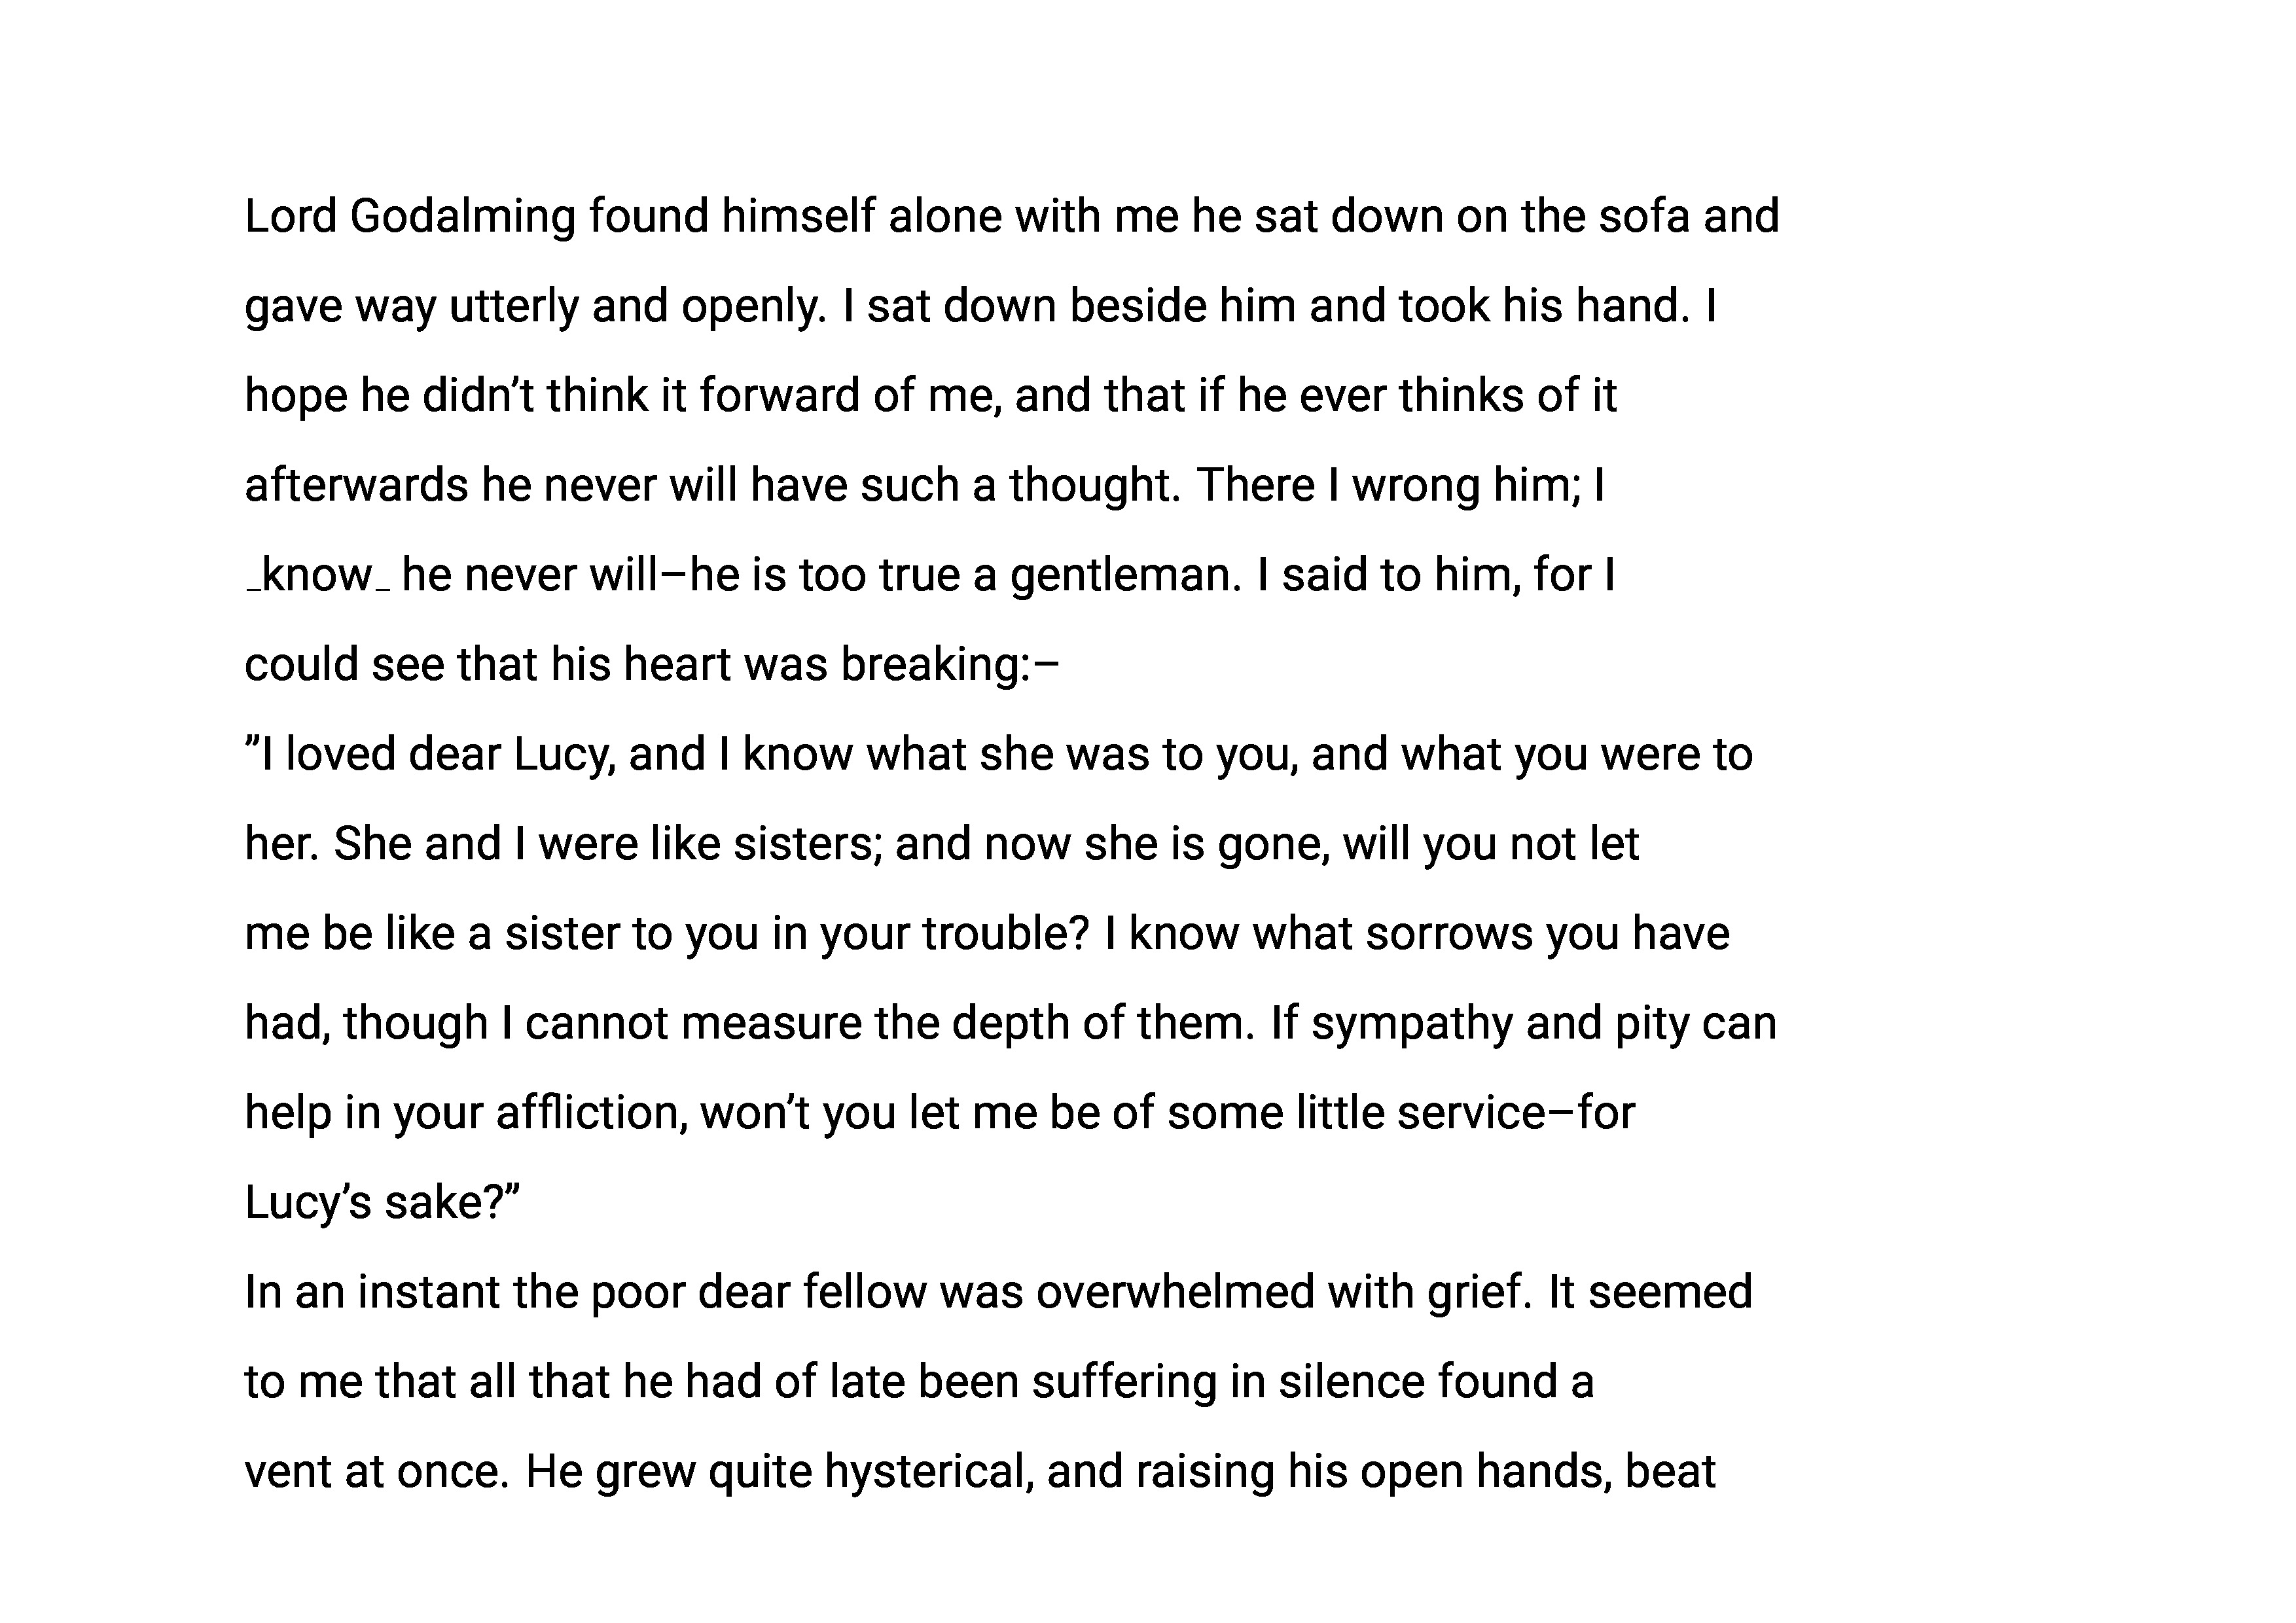 Lord Godalming found himself alone with me he sat down on the sofa and
gave way utterly and openly. I sat down beside him and took his hand. I
hope he didn’t think it forward of me, and that if he ever thinks of it
afterwards he never will have such a thought. There I wrong him; I
_know_ he never will–he is too true a gentleman. I said to him, for I
could see that his heart was breaking:–
”I loved dear Lucy, and I know what she was to you, and what you were to
her. She and I were like sisters; and now she is gone, will you not let
me be like a sister to you in your trouble? I know what sorrows you have
had, though I cannot measure the depth of them. If sympathy and pity can
help in your affliction, won’t you let me be of some little service–for
Lucy’s sake?”
In an instant the poor dear fellow was overwhelmed with grief. It seemed
to me that all that he had of late been suffering in silence found a
vent at once. He grew quite hysterical, and raising his open hands, beat